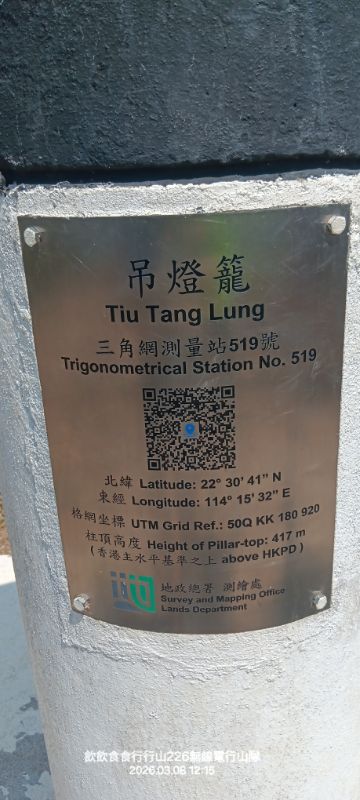 吊燈籠
Tiu Tang Lung
三角網測量站519號
Trigonometrical Station No. 519
北緯 Latitude: 22° 30' 41" N
東經 Longitude: 114° 15' 32" E
格網坐標 UTM Grid Ref.: 50Q KK 180 920
柱頂高度 Height of Pillar-top: 417 m
(香港主水平基準之上 above HKPD)
地政總署 測繪處
Survey and Mapping Office
Lands Department
飲飲食食行行山226無線電行山隊
2026.03.08 12:15